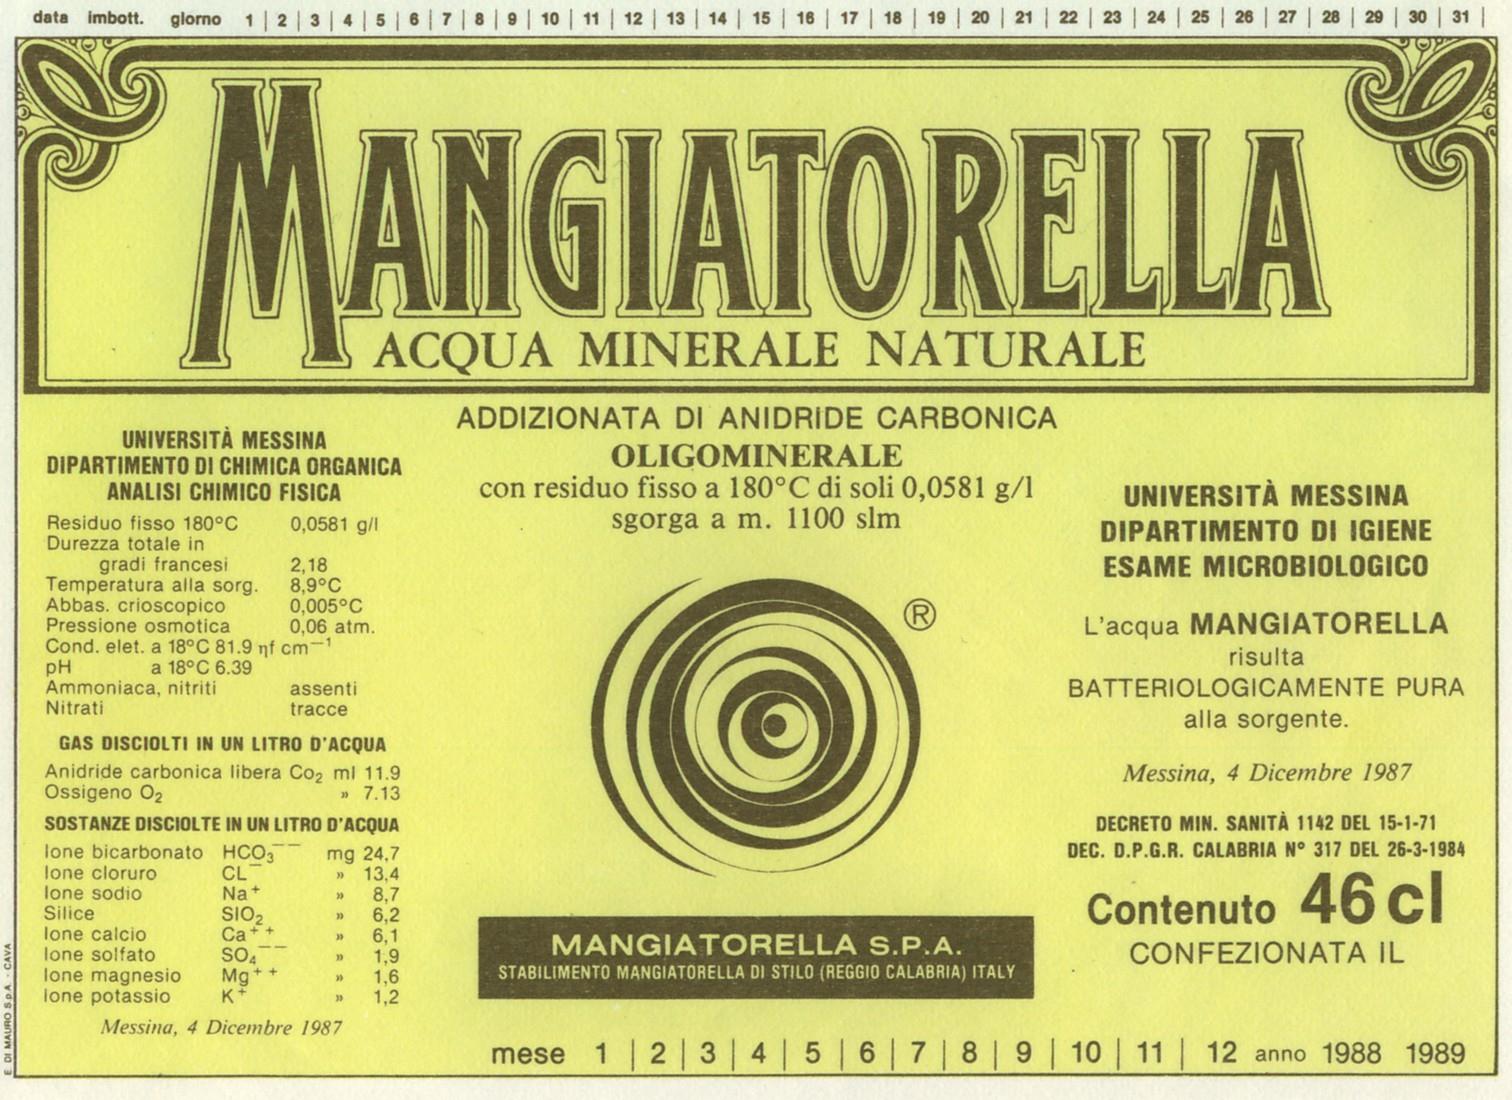 data imbott. giorno 1 | 2 | 3 | 4 | 5 | 6 | 7 | 8 | 9 | 10 | 11 | 12 | 13 | 14 | 15 | 16 | 17 | 18 | 19 | 20 | 21 | 22 | 23 | 24 | 25 | 26 | 27 | 28 | 29 | 30 | 31 |
MANGIATORELLA
ACQUA MINERALE NATURALE
ADDIZIONATA DI ANIDRIDE CARBONICA
OLIGOMINERALE
con residuo fisso a 180°C di soli 0,0581 g/l
sgorga a m. 1100 slm
UNIVERSITÀ MESSINA
DIPARTIMENTO DI CHIMICA ORGANICA
ANALISI CHIMICO FISICA
Residuo fisso 180°C 0,0581 g/l
Durezza totale in
gradi francesi 2,18
Temperatura alla sorg. 8,9°C
Abbas. crioscopico 0,005°C
Pressione osmotica 0,06 atm.
Cond. elet. a 18°C 81.9 ηf cm⁻¹
pH a 18°C 6.39
Ammoniaca, nitriti assenti
Nitrati tracce
GAS DISCIOLTI IN UN LITRO D'ACQUA
Anidride carbonica libera Co₂ ml 11.9
Ossigeno O₂ » 7.13
SOSTANZE DISCIOLTE IN UN LITRO D'ACQUA
Ione bicarbonato HCO₃⁻⁻ mg 24,7
Ione cloruro CL⁻ » 13,4
Ione sodio Na⁺ » 8,7
Silice SIO₂ » 6,2
Ione calcio Ca⁺⁺ » 6,1
Ione solfato SO₄⁻⁻ » 1,9
Ione magnesio Mg⁺⁺ » 1,6
Ione potassio K⁺ » 1,2
Messina, 4 Dicembre 1987
®
MANGIATORELLA S.P.A.
STABILIMENTO MANGIATORELLA DI STILO (REGGIO CALABRIA) ITALY
UNIVERSITÀ MESSINA
DIPARTIMENTO DI IGIENE
ESAME MICROBIOLOGICO
L'acqua MANGIATORELLA
risulta
BATTERIOLOGICAMENTE PURA
alla sorgente.
Messina, 4 Dicembre 1987
DECRETO MIN. SANITÀ 1142 DEL 15-1-71
DEC. D.P.G.R. CALABRIA N° 317 DEL 26-3-1984
Contenuto 46 cl
CONFEZIONATA IL
mese 1 | 2 | 3 | 4 | 5 | 6 | 7 | 8 | 9 | 10 | 11 | 12 anno 1988 1989
E. DI MAURO S.p.A. - CAVA